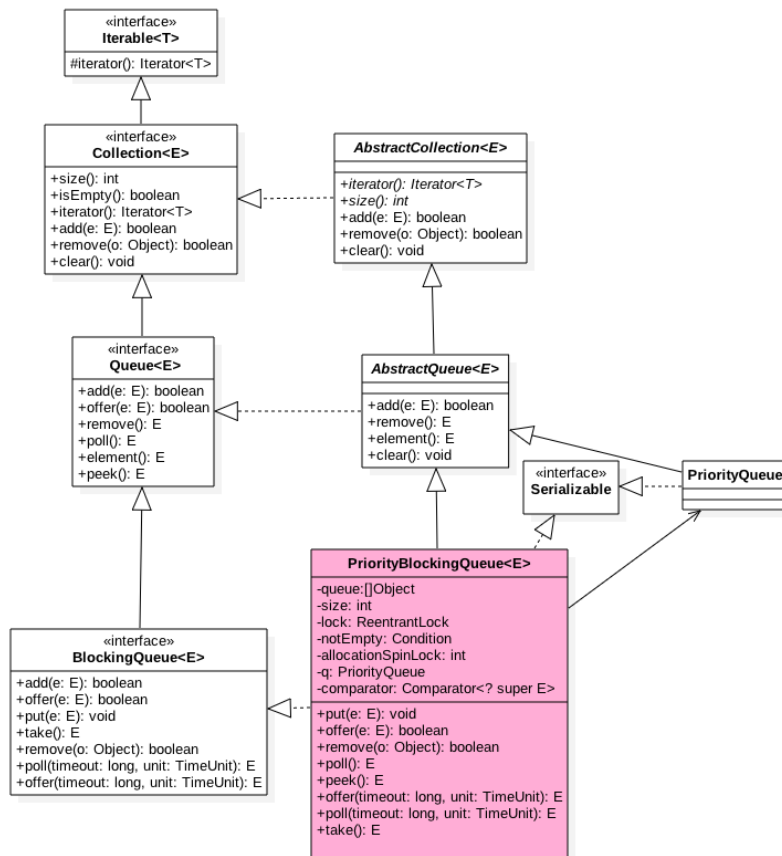 «interface»
Iterable<T>
#iterator(): Iterator<T>
«interface»
Collection<E>
+size(): int
+isEmpty(): boolean
+iterator(): Iterator<T>
+add(e: E): boolean
+remove(o: Object): boolean
+clear(): void
AbstractCollection<E>
+iterator(): Iterator<T>
+size(): int
+add(e: E): boolean
+remove(o: Object): boolean
+clear(): void
«interface»
Queue<E>
+add(e: E): boolean
+offer(e: E): boolean
+remove(): E
+poll(): E
+element(): E
+peek(): E
AbstractQueue<E>
+add(e: E): boolean
+remove(): E
+element(): E
+clear(): void
«interface»
Serializable
PriorityQueue
«interface»
BlockingQueue<E>
+add(e: E): boolean
+offer(e: E): boolean
+put(e: E): void
+take(): E
+remove(o: Object): boolean
+poll(timeout: long, unit: TimeUnit): E
+offer(timeout: long, unit: TimeUnit): E
PriorityBlockingQueue<E>
-queue:[]Object
-size: int
-lock: ReentrantLock
-notEmpty: Condition
-allocationSpinLock: int
-q: PriorityQueue
-comparator: Comparator<? super E>
+put(e: E): void
+offer(e: E): boolean
+remove(o: Object): boolean
+poll(): E
+peek(): E
+offer(timeout: long, unit: TimeUnit): E
+poll(timeout: long, unit: TimeUnit): E
+take(): E